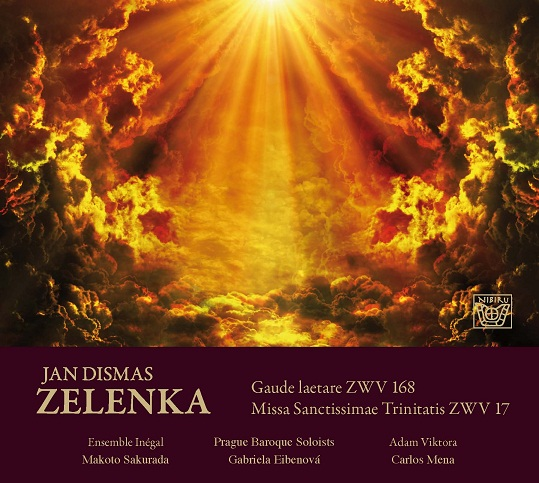 NIBIRU
JAN DISMAS
ZELENKA
Gaude laetare ZWV 168
Missa Sanctissimae Trinitatis ZWV 17
Ensemble Inégal
Prague Baroque Soloists
Adam Viktora
Makoto Sakurada
Gabriela Eibenová
Carlos Mena